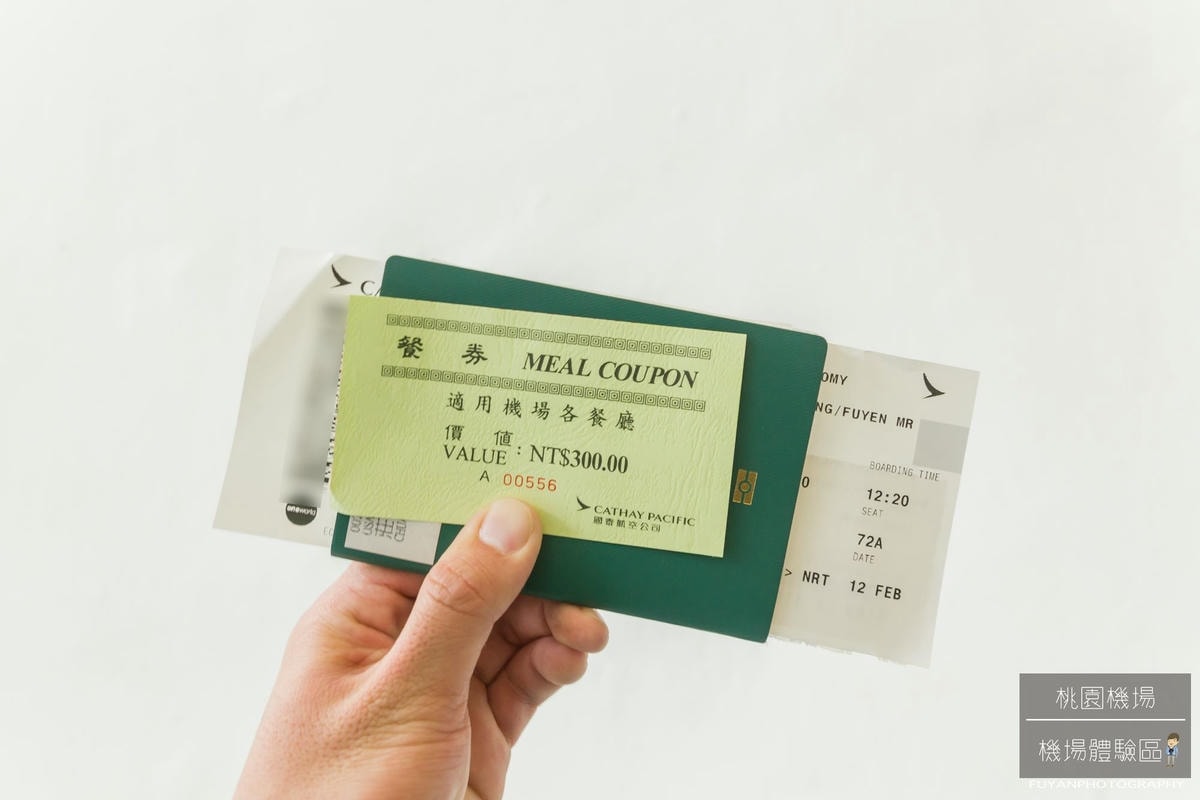 餐 券 MEAL COUPON
適用機場各餐廳
價 值
VALUE : NT$300.00
A 00556
CATHAY PACIFIC
國泰航空公司
oneworld
OMY
NG/FUYEN MR
BOARDING TIME
0 12:20
SEAT
72A
DATE
> NRT 12 FEB
桃園機場
機場體驗區
FUYANPHOTOGRAPHY